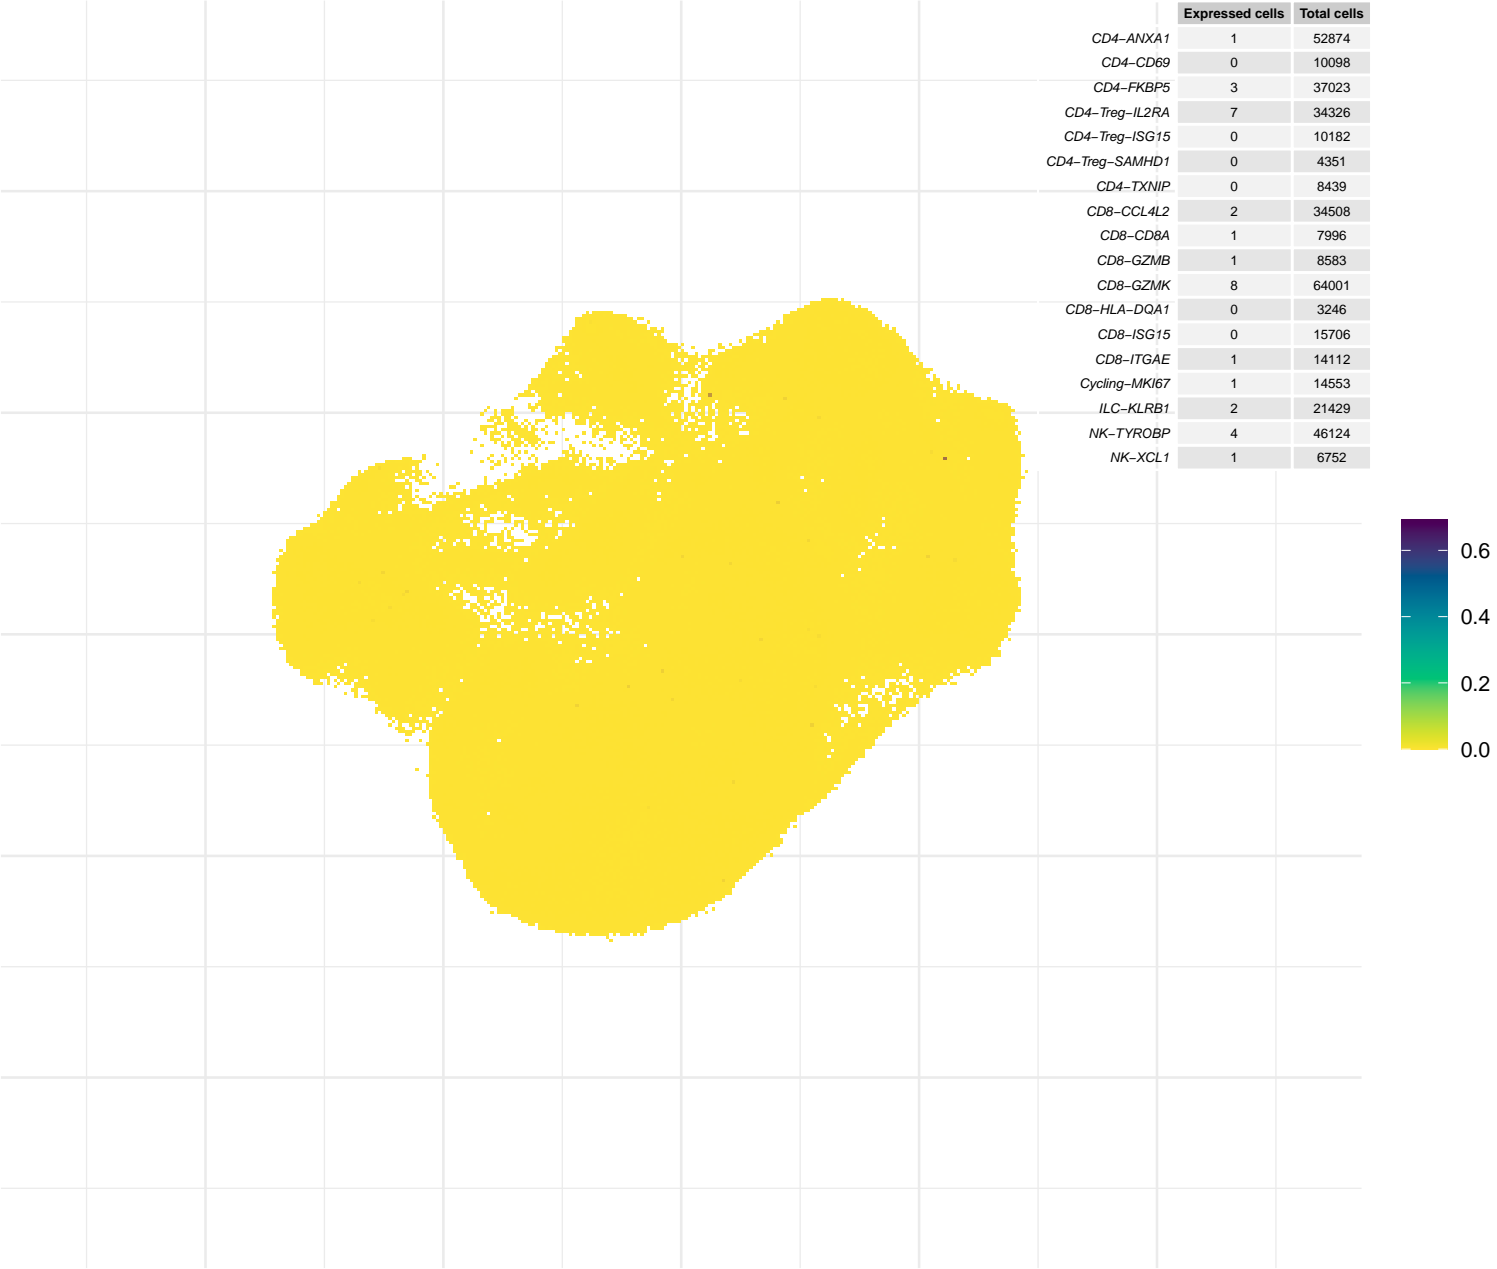 Expressed cells Total cells
CD4−ANXA1 1 52874
CD4−CD69 0 10098
CD4−FKBP5 3 37023
CD4−Treg−IL2RA 7 34326
CD4−Treg−ISG15 0 10182
CD4−Treg−SAMHD1 0 4351
CD4−TXNIP 0 8439
CD8−CCL4L2 2 34508
CD8−CD8A 1 7996
CD8−GZMB 1 8583
CD8−GZMK 8 64001
CD8−HLA−DQA1 0 3246
CD8−ISG15 0 15706
CD8−ITGAE 1 14112
Cycling−MKI67 1 14553
ILC−KLRB1 2 21429
NK−TYROBP 4 46124
NK−XCL1 1 6752
0.6
0.4
0.2
0.0